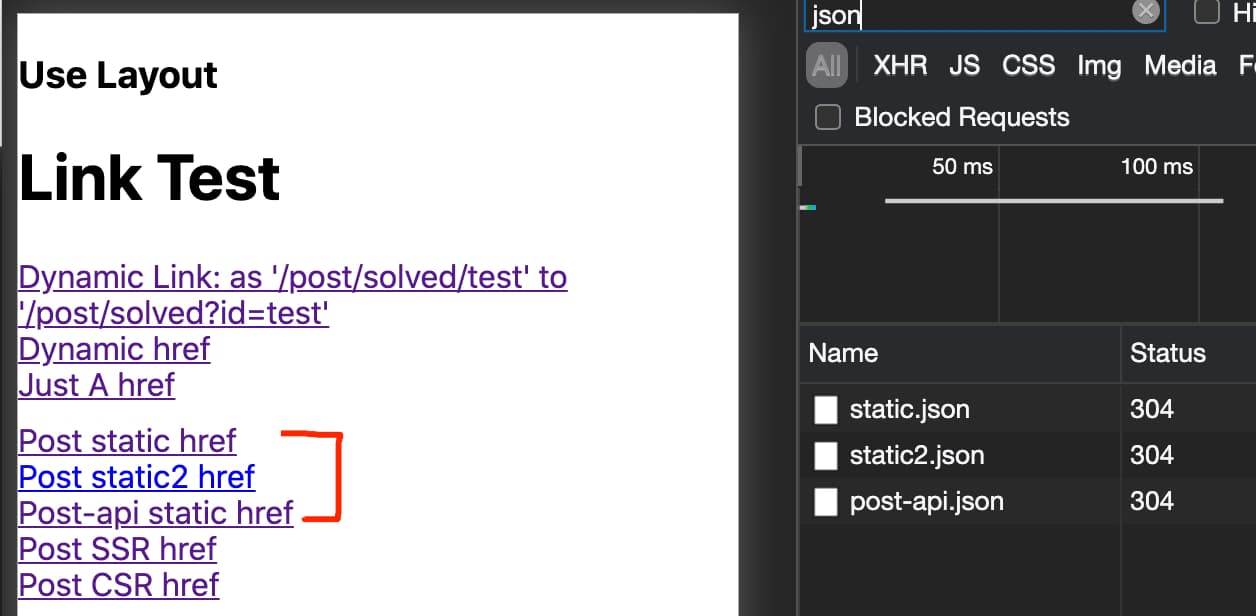 Use Layout
Link Test
Dynamic Link: as '/post/solved/test' to
'/post/solved?id=test'
Dynamic href
Just A href
Post static href
Post static2 href
Post-api static href
Post SSR href
Post CSR href
json
All XHR JS CSS Img Media
Blocked Requests
50 ms 100 ms
Name Status
static.json 304
static2.json 304
post-api.json 304